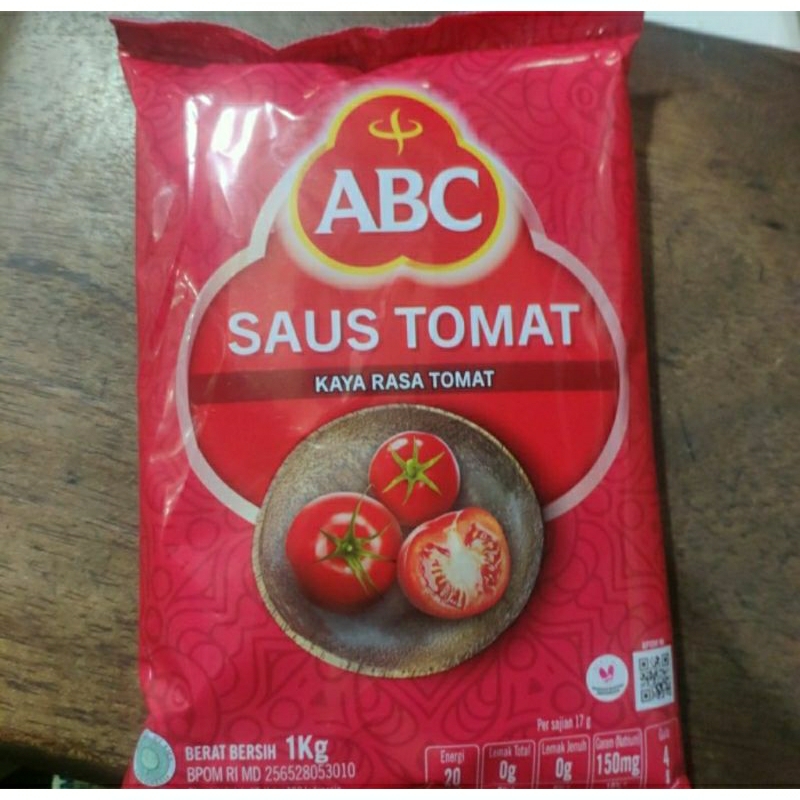 ABC
SAUS TOMAT
KAYA RASA TOMAT
BERAT BERSIH 1Kg
BPOM RI MD 256528053010
Per sajian 17 g
Energi
20
Lemak Total
0g
Lemak Jenuh
0g
Garam (Natrium)
150mg
Gula
4